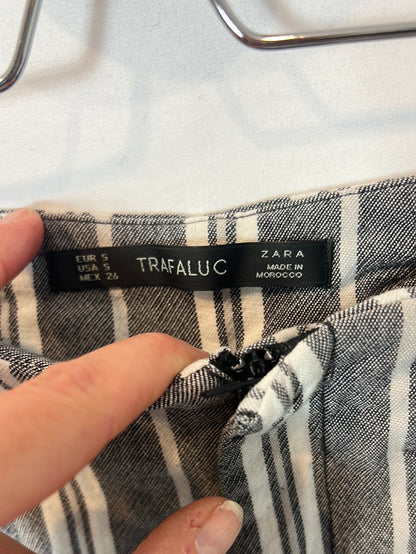 EUR S
USA S
MEX 26
TRAFALUC
ZARA
MADE IN
MOROCCO